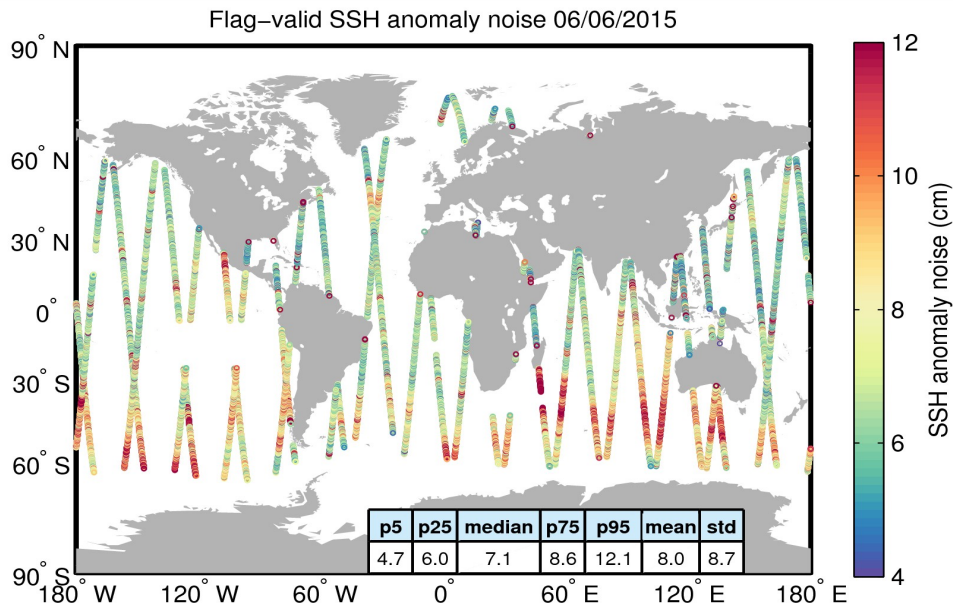 Flag−valid SSH anomaly noise 06/06/2015
90° N
60° N
30° N
0°
30° S
60° S
90° S
180° W 120° W 60° W 0° 60° E 120° E 180° E
p5 p25 median p75 p95 mean std
4.7 6.0 7.1 8.6 12.1 8.0 8.7
12
10
8
6
4
SSH anomaly noise (cm)